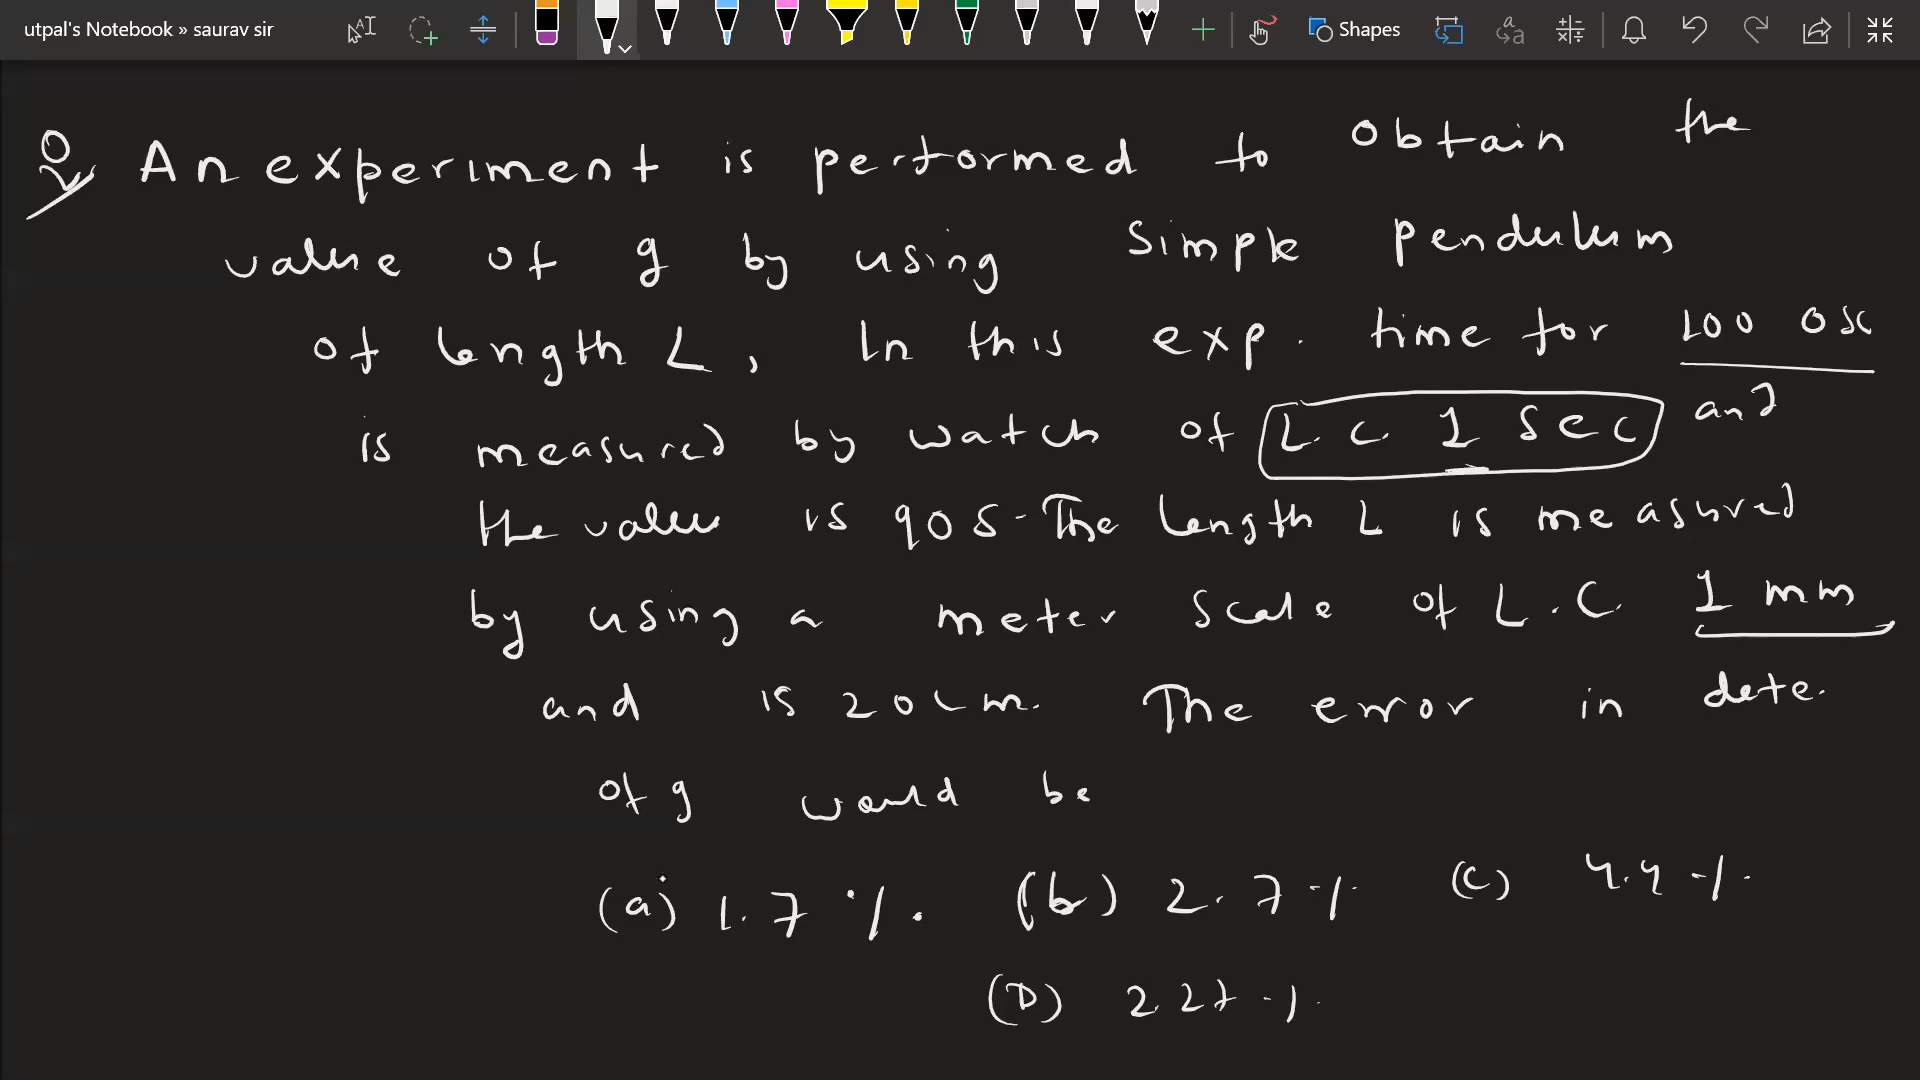 utpal's Notebook » saurav sir
Shapes
Q An experiment is performed to obtain the
value of g by using simple pendulum
of length L, In this exp. time for 100 osc
is measured by watch of L.C. 1 sec and
the value is 90 s. The length L is measured
by using a meter scale of L.C. 1 mm
and is 20 cm. The error in dete.
of g would be
(a) 1.7 %. (b) 2.7 %. (c) 4.4 %.
(D) 2.27 %.